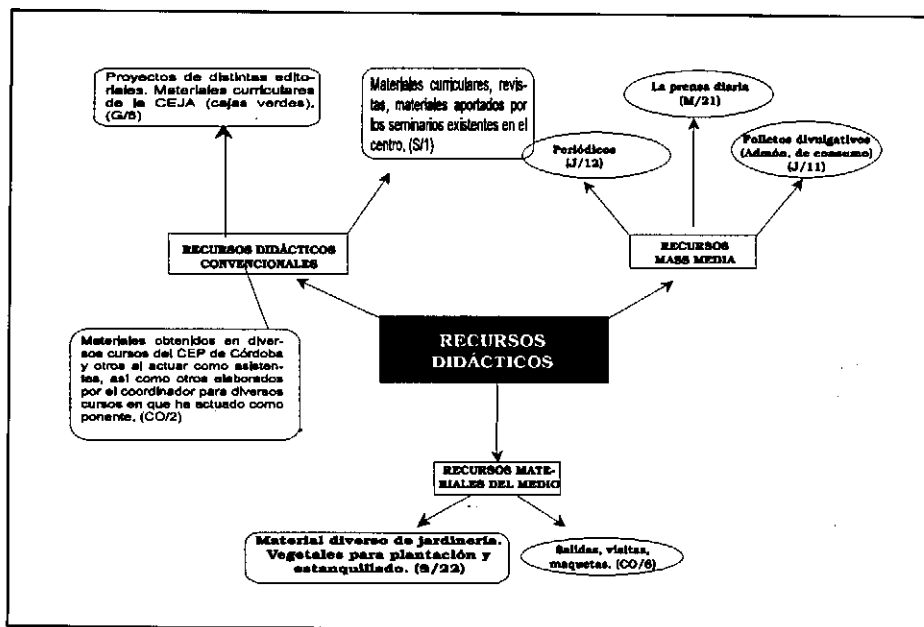 Proyectos de distintas edito-
riales. Materiales curriculares
de la CEJA (cajas verdes).
(G/6)
Materiales curriculares, revis-
tas, materiales aportados por
los seminarios existentes en el
centro, (S/1)
La prensa diaria
(M/21)
Periódicos
(J/12)
Folletos divulgativos
(Admón, de consumo)
(J/11)
RECURSOS DIDÁCTICOS
CONVENCIONALES
RECURSOS
MASS MEDIA
Materiales obtenidos en diver-
sos cursos del CEP de Córdoba
y otros al actuar como asisten-
tes, así como otros elaborados
por el coordinador para diversos
cursos en que ha actuado como
ponente, (CO/2)
RECURSOS
DIDÁCTICOS
RECURSOS MATE-
RIALES DEL MEDIO
Material diverso de jardinería.
Vegetales para plantación y
estanquillado. (S/22)
Salidas, visitas,
maquetas. (CO/6)